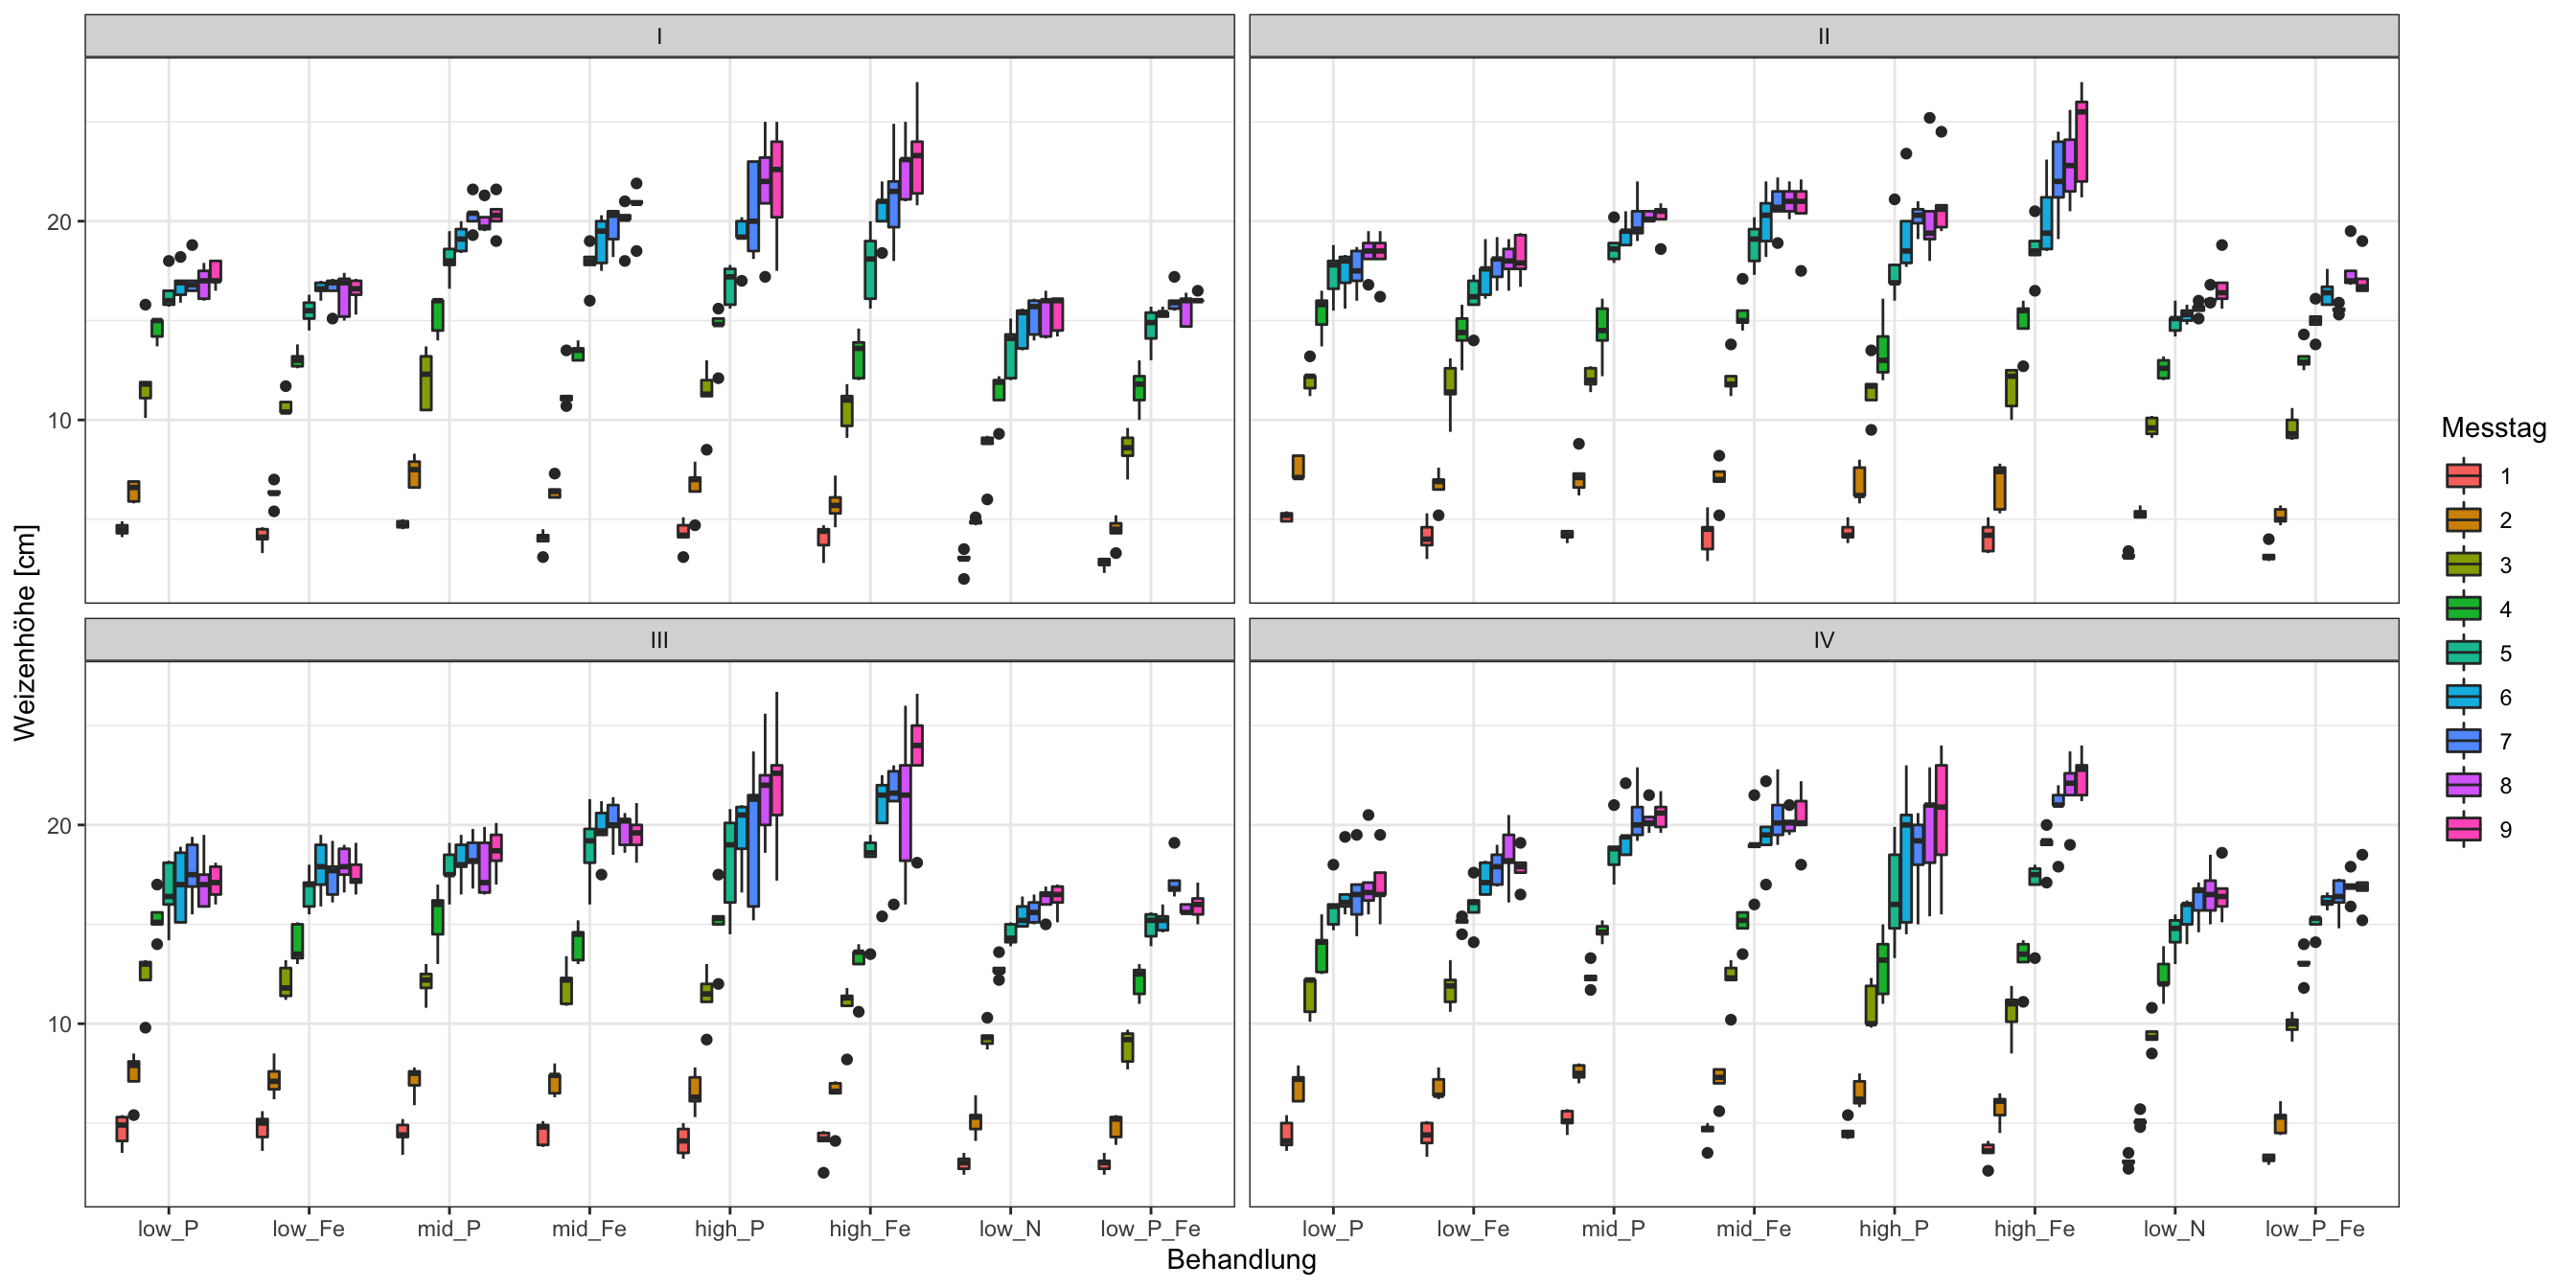 I
II
20
10
III
IV
20
10
low_P low_Fe mid_P mid_Fe high_P high_Fe low_N low_P_Fe
low_P low_Fe mid_P mid_Fe high_P high_Fe low_N low_P_Fe
Behandlung
Weizenhöhe [cm]
Messtag
1
2
3
4
5
6
7
8
9